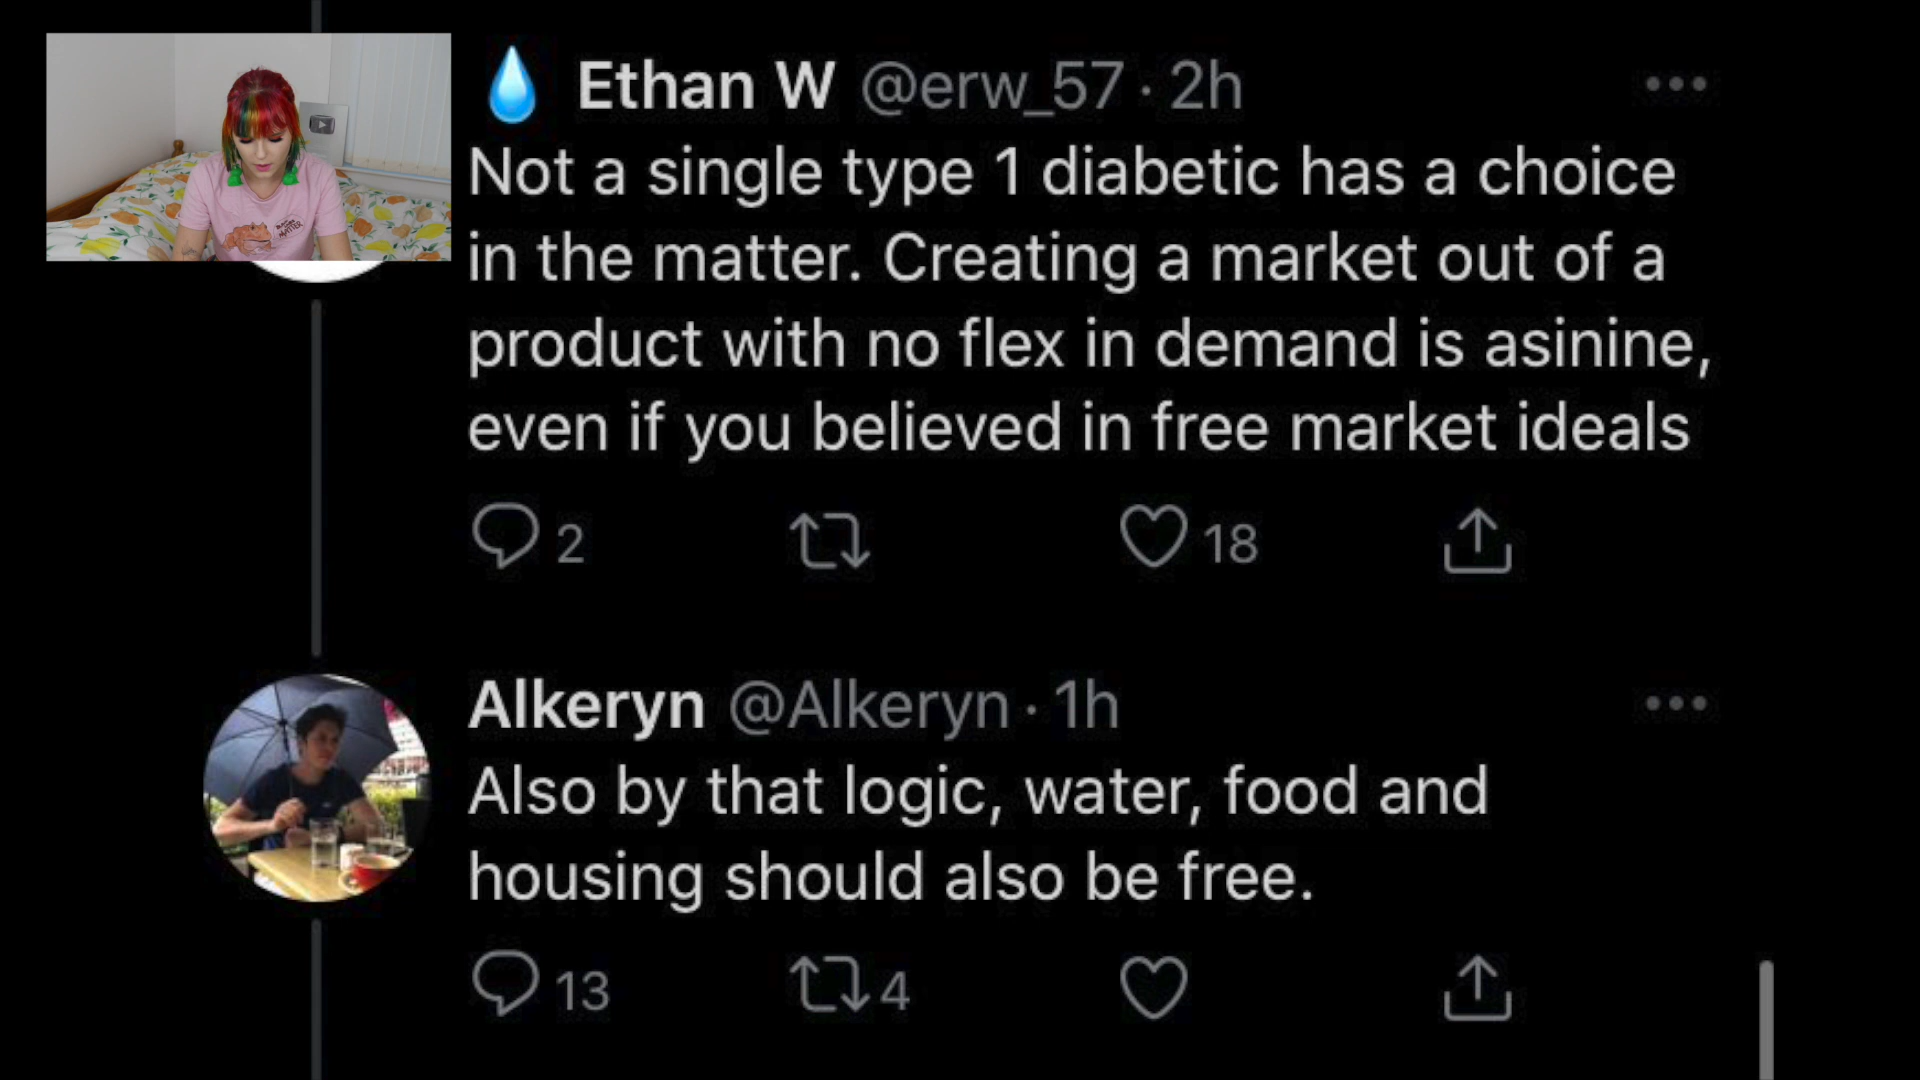 💧 Ethan W @erw_57 · 2h
Not a single type 1 diabetic has a choice
in the matter. Creating a market out of a
product with no flex in demand is asinine,
even if you believed in free market ideals
2 18
Alkeryn @Alkeryn · 1h
Also by that logic, water, food and
housing should also be free.
13 4